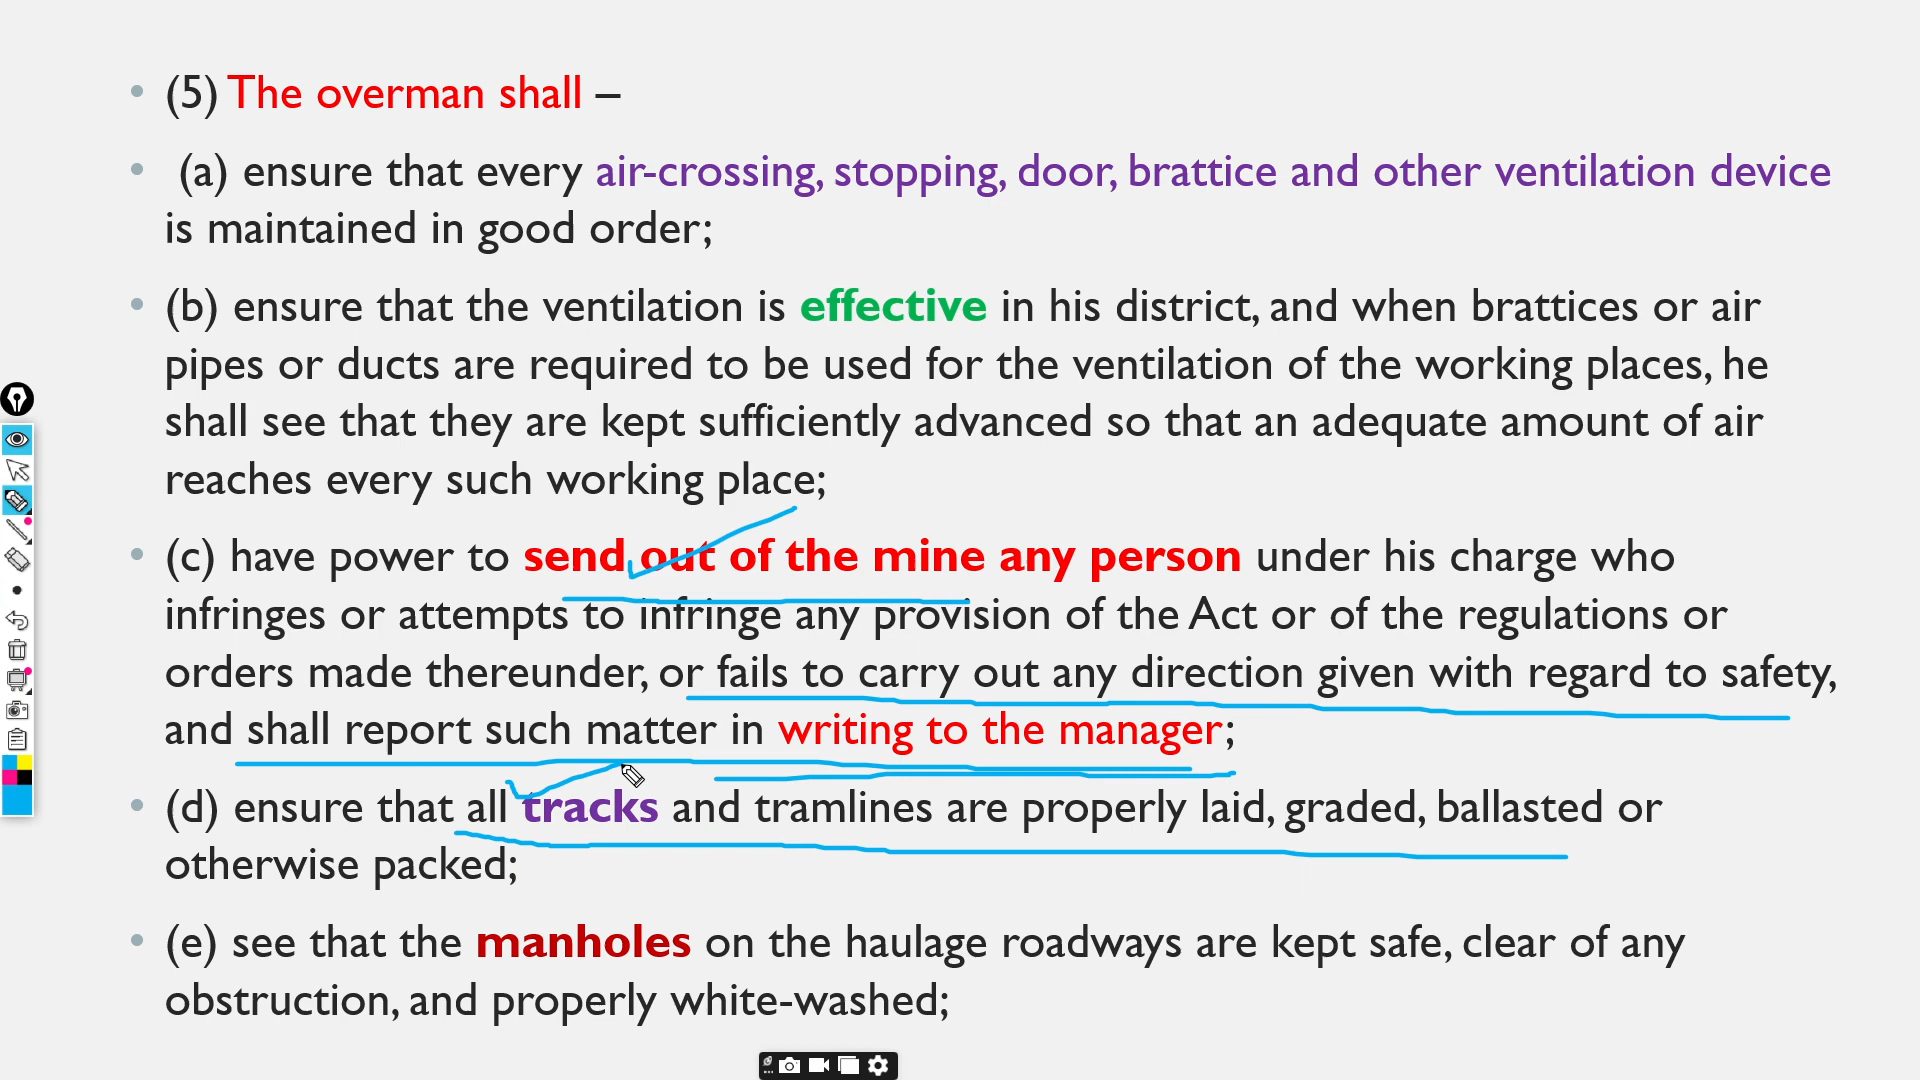 • (5) The overman shall –
• (a) ensure that every air-crossing, stopping, door, brattice and other ventilation device
is maintained in good order;
• (b) ensure that the ventilation is effective in his district, and when brattices or air
pipes or ducts are required to be used for the ventilation of the working places, he
shall see that they are kept sufficiently advanced so that an adequate amount of air
reaches every such working place;
• (c) have power to send out of the mine any person under his charge who
infringes or attempts to infringe any provision of the Act or of the regulations or
orders made thereunder, or fails to carry out any direction given with regard to safety,
and shall report such matter in writing to the manager;
• (d) ensure that all tracks and tramlines are properly laid, graded, ballasted or
otherwise packed;
• (e) see that the manholes on the haulage roadways are kept safe, clear of any
obstruction, and properly white-washed;